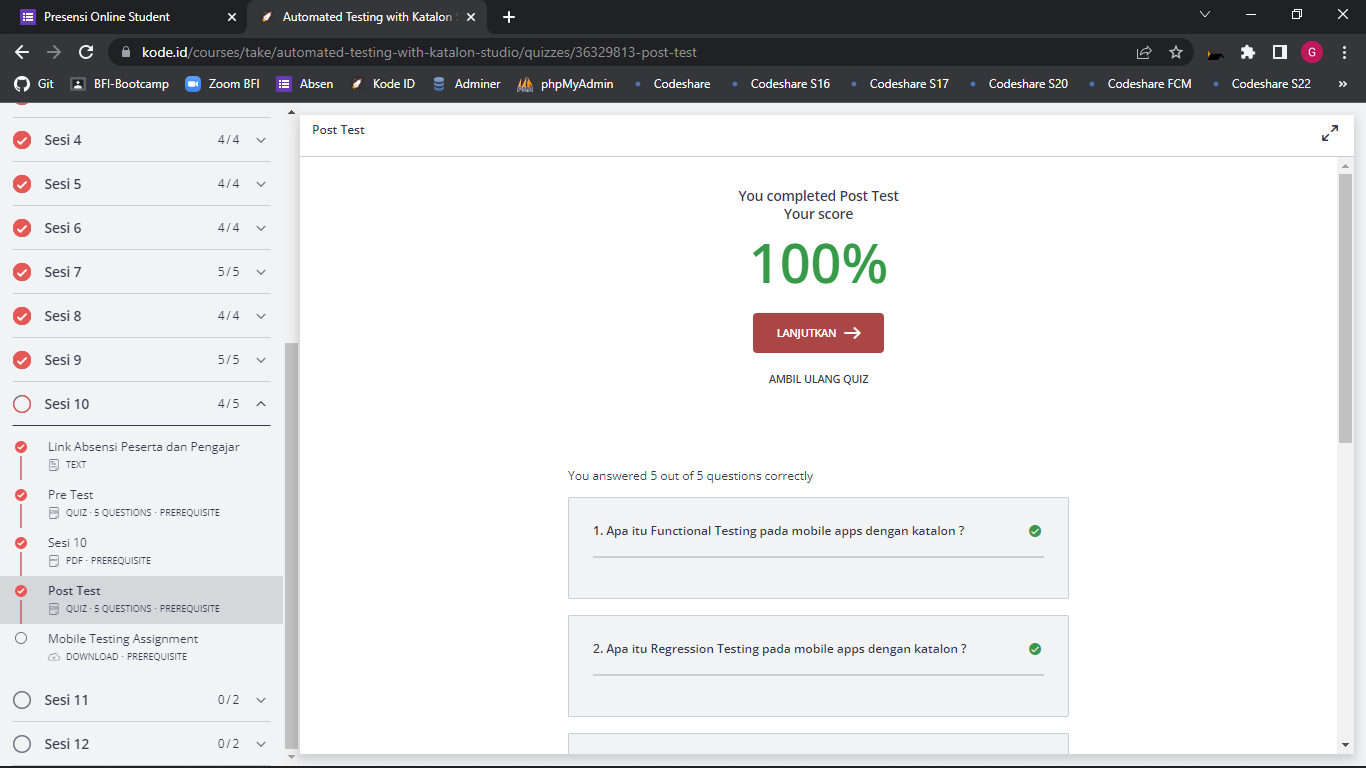 Presensi Online Student
Automated Testing with Katalon
kode.id/courses/take/automated-testing-with-katalon-studio/quizzes/36329813-post-test
G
Git
BFI-Bootcamp
Zoom BFI
Absen
Kode ID
Adminer
phpMyAdmin
Codeshare
Codeshare S16
Codeshare S17
Codeshare S20
Codeshare FCM
Codeshare S22
»
Sesi 4 4 / 4
Sesi 5 4 / 4
Sesi 6 4 / 4
Sesi 7 5 / 5
Sesi 8 4 / 4
Sesi 9 5 / 5
Sesi 10 4 / 5
Link Absensi Peserta dan Pengajar
TEXT
Pre Test
QUIZ · 5 QUESTIONS · PREREQUISITE
Sesi 10
PDF · PREREQUISITE
Post Test
QUIZ · 5 QUESTIONS · PREREQUISITE
Mobile Testing Assignment
DOWNLOAD · PREREQUISITE
Sesi 11 0 / 2
Sesi 12 0 / 2
Post Test
You completed Post Test
Your score
100%
LANJUTKAN
AMBIL ULANG QUIZ
You answered 5 out of 5 questions correctly
1. Apa itu Functional Testing pada mobile apps dengan katalon ?
2. Apa itu Regression Testing pada mobile apps dengan katalon ?